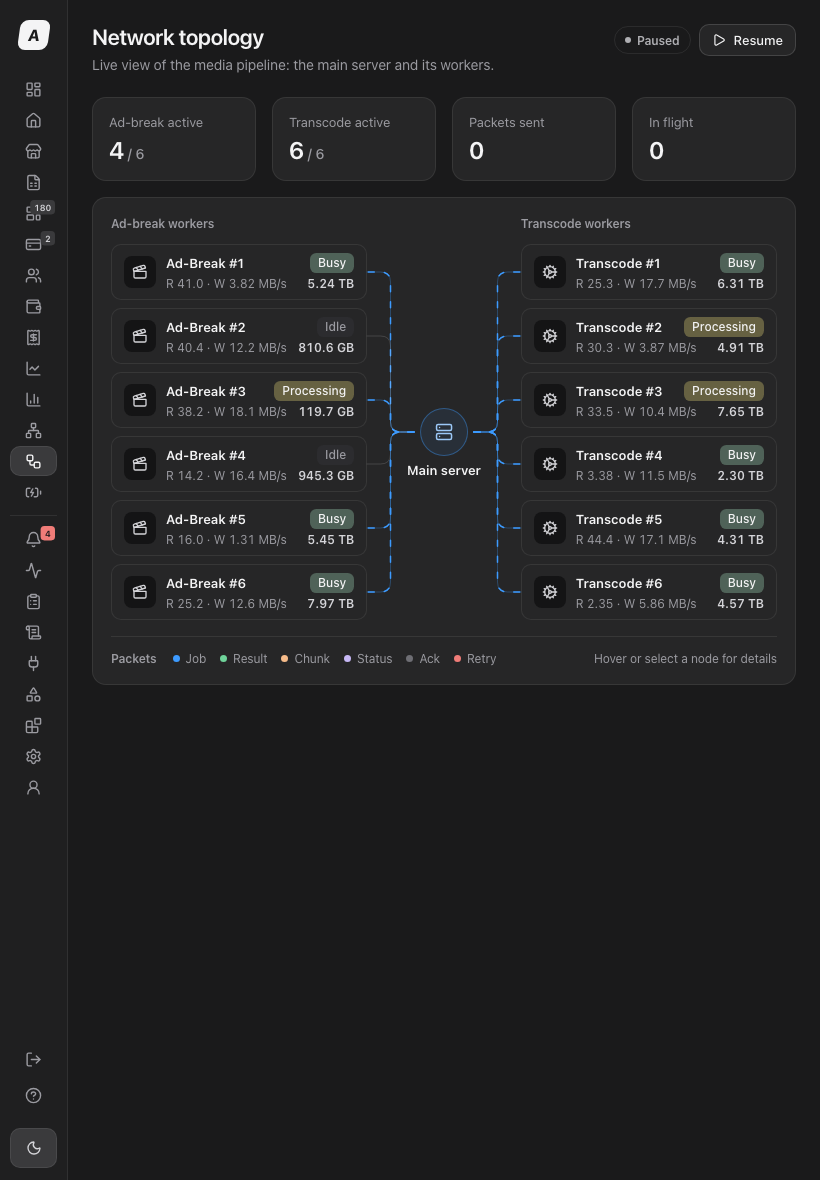 A
Network topology
Paused
Resume
Live view of the media pipeline: the main server and its workers.
Ad-break active
4 / 6
Transcode active
6 / 6
Packets sent
0
In flight
0
180
2
4
Ad-break workers
Ad-Break #1 Busy
R 41.0 · W 3.82 MB/s 5.24 TB
Ad-Break #2 Idle
R 40.4 · W 12.2 MB/s 810.6 GB
Ad-Break #3 Processing
R 38.2 · W 18.1 MB/s 119.7 GB
Ad-Break #4 Idle
R 14.2 · W 16.4 MB/s 945.3 GB
Ad-Break #5 Busy
R 16.0 · W 1.31 MB/s 5.45 TB
Ad-Break #6 Busy
R 25.2 · W 12.6 MB/s 7.97 TB
Main server
Transcode workers
Transcode #1 Busy
R 25.3 · W 17.7 MB/s 6.31 TB
Transcode #2 Processing
R 30.3 · W 3.87 MB/s 4.91 TB
Transcode #3 Processing
R 33.5 · W 10.4 MB/s 7.65 TB
Transcode #4 Busy
R 3.38 · W 11.5 MB/s 2.30 TB
Transcode #5 Busy
R 44.4 · W 17.1 MB/s 4.31 TB
Transcode #6 Busy
R 2.35 · W 5.86 MB/s 4.57 TB
Packets Job Result Chunk Status Ack Retry
Hover or select a node for details